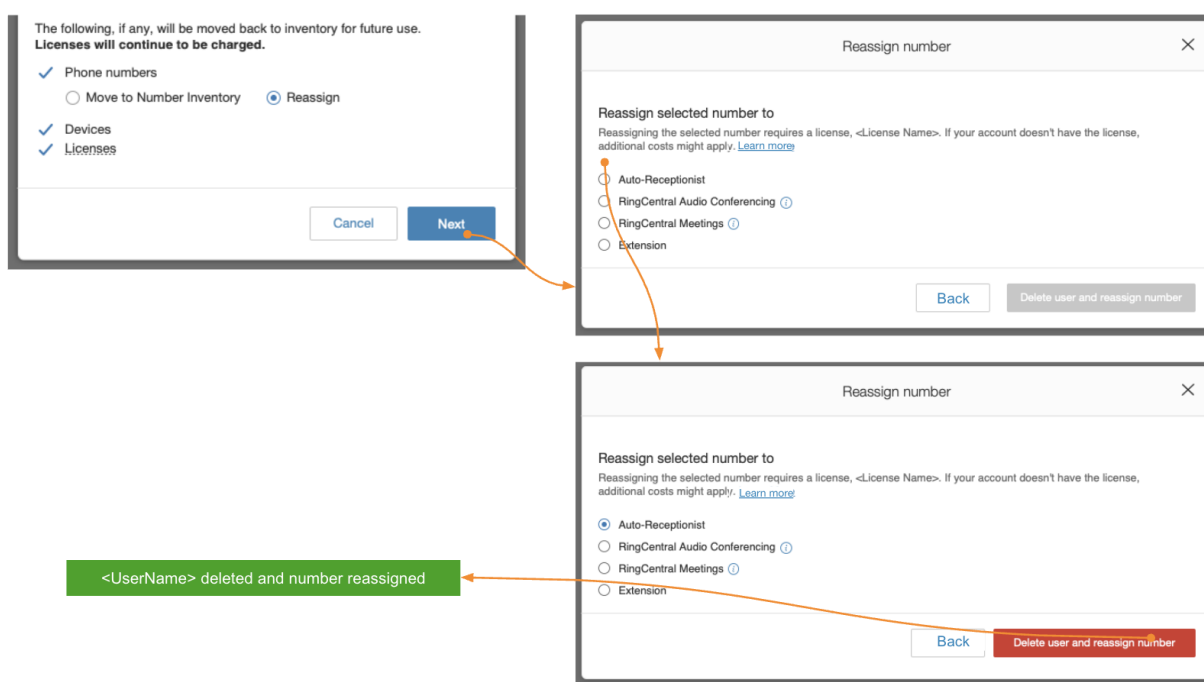 The following, if any, will be moved back to inventory for future use.
Licenses will continue to be charged.
Phone numbers
Move to Number Inventory
Reassign
Devices
Licenses
Cancel
Next
Reassign number
Reassign selected number to
Reassigning the selected number requires a license, <License Name>. If your account doesn't have the license,
additional costs might apply. Learn more
Auto-Receptionist
RingCentral Audio Conferencing
RingCentral Meetings
Extension
Back
Delete user and reassign number
Reassign number
Reassign selected number to
Reassigning the selected number requires a license, <License Name>. If your account doesn't have the license,
additional costs might apply. Learn more
Auto-Receptionist
RingCentral Audio Conferencing
RingCentral Meetings
Extension
Back
Delete user and reassign number
<UserName> deleted and number reassigned